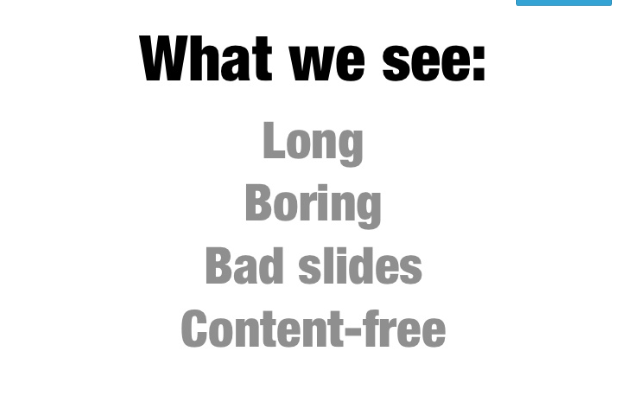 What we see:
Long
Boring
Bad slides
Content-free